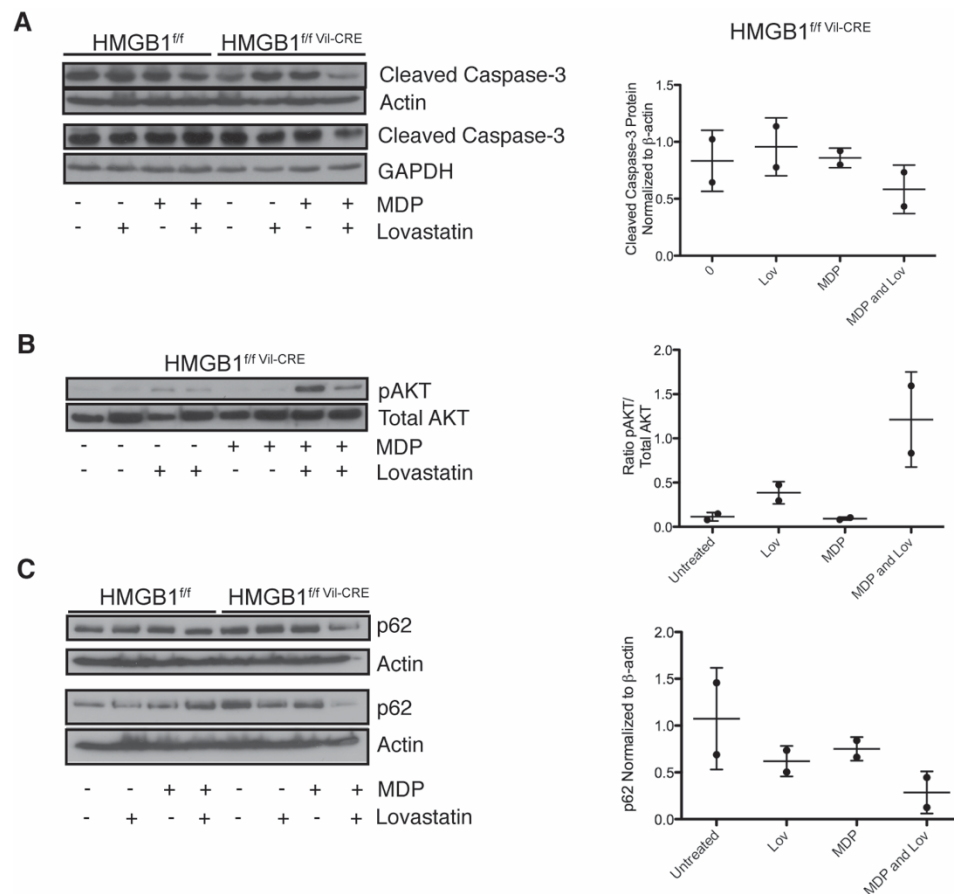 A
HMGB1f/f HMGB1f/f Vil-CRE
Cleaved Caspase-3
Actin
Cleaved Caspase-3
GAPDH
- - + + - - + + MDP
- + - + - + - + Lovastatin
HMGB1f/f Vil-CRE
Cleaved Caspase-3 Protein
Normalized to β-actin
1.5
1.0
0.5
0.0
0 Lov MDP MDP and Lov
B
HMGB1f/f Vil-CRE
pAKT
Total AKT
- - - - + + + + MDP
- - + + - - + + Lovastatin
Ratio pAKT/
Total AKT
2.0
1.5
1.0
0.5
0.0
Untreated Lov MDP MDP and Lov
C
HMGB1f/f HMGB1f/f Vil-CRE
p62
Actin
p62
Actin
- - + + - - + + MDP
- + - + - + - + Lovastatin
p62 Normalized to β-actin
2.0
1.5
1.0
0.5
0.0
Untreated Lov MDP MDP and Lov